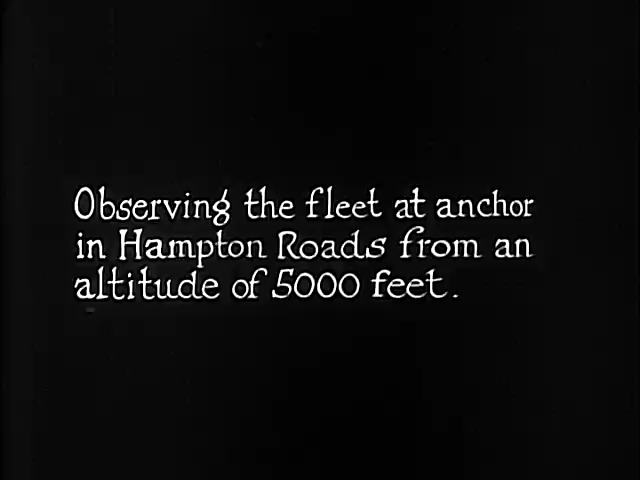 Observing the fleet at anchor
in Hampton Roads from an
altitude of 5000 feet.